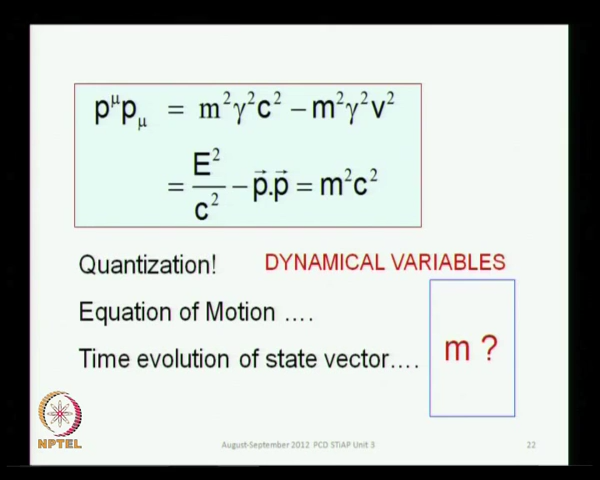 p^μ p_μ = m²γ²c² − m²γ²v²
= E²/c² − p⃗.p⃗ = m²c²
Quantization! DYNAMICAL VARIABLES
Equation of Motion ….
Time evolution of state vector….
m ?
NPTEL
August-September 2012 PCD STiAP Unit 3
22